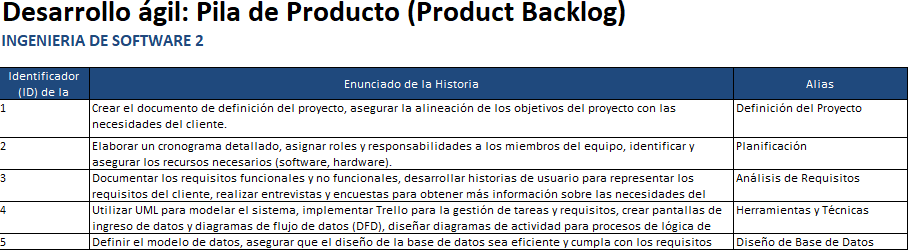 Desarrollo ágil: Pila de Producto (Product Backlog)
INGENIERIA DE SOFTWARE 2
Identificador
(ID) de la
Enunciado de la Historia
Alias
1
Crear el documento de definición del proyecto, asegurar la alineación de los objetivos del proyecto con las
necesidades del cliente.
Definición del Proyecto
2
Elaborar un cronograma detallado, asignar roles y responsabilidades a los miembros del equipo, identificar y
asegurar los recursos necesarios (software, hardware).
Planificación
3
Documentar los requisitos funcionales y no funcionales, desarrollar historias de usuario para representar los
requisitos del cliente, realizar entrevistas y encuestas para obtener más información sobre las necesidades del
Análisis de Requisitos
4
Utilizar UML para modelar el sistema, implementar Trello para la gestión de tareas y requisitos, crear pantallas de
ingreso de datos y diagramas de flujo de datos (DFD), diseñar diagramas de actividad para procesos de lógica de
Herramientas y Técnicas
5
Definir el modelo de datos, asegurar que el diseño de la base de datos sea eficiente y cumpla con los requisitos
Diseño de Base de Datos